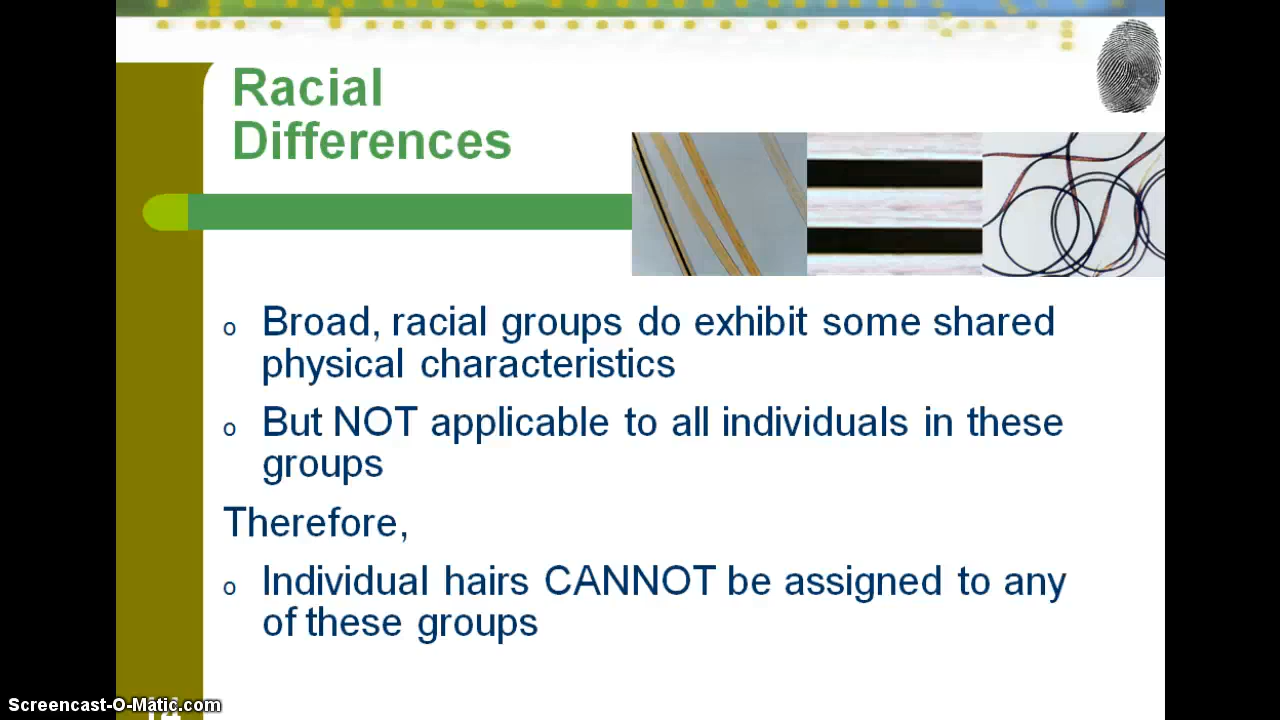 Racial
Differences
o Broad, racial groups do exhibit some shared
physical characteristics
o But NOT applicable to all individuals in these
groups
Therefore,
o Individual hairs CANNOT be assigned to any
of these groups
Screencast-O-Matic.com